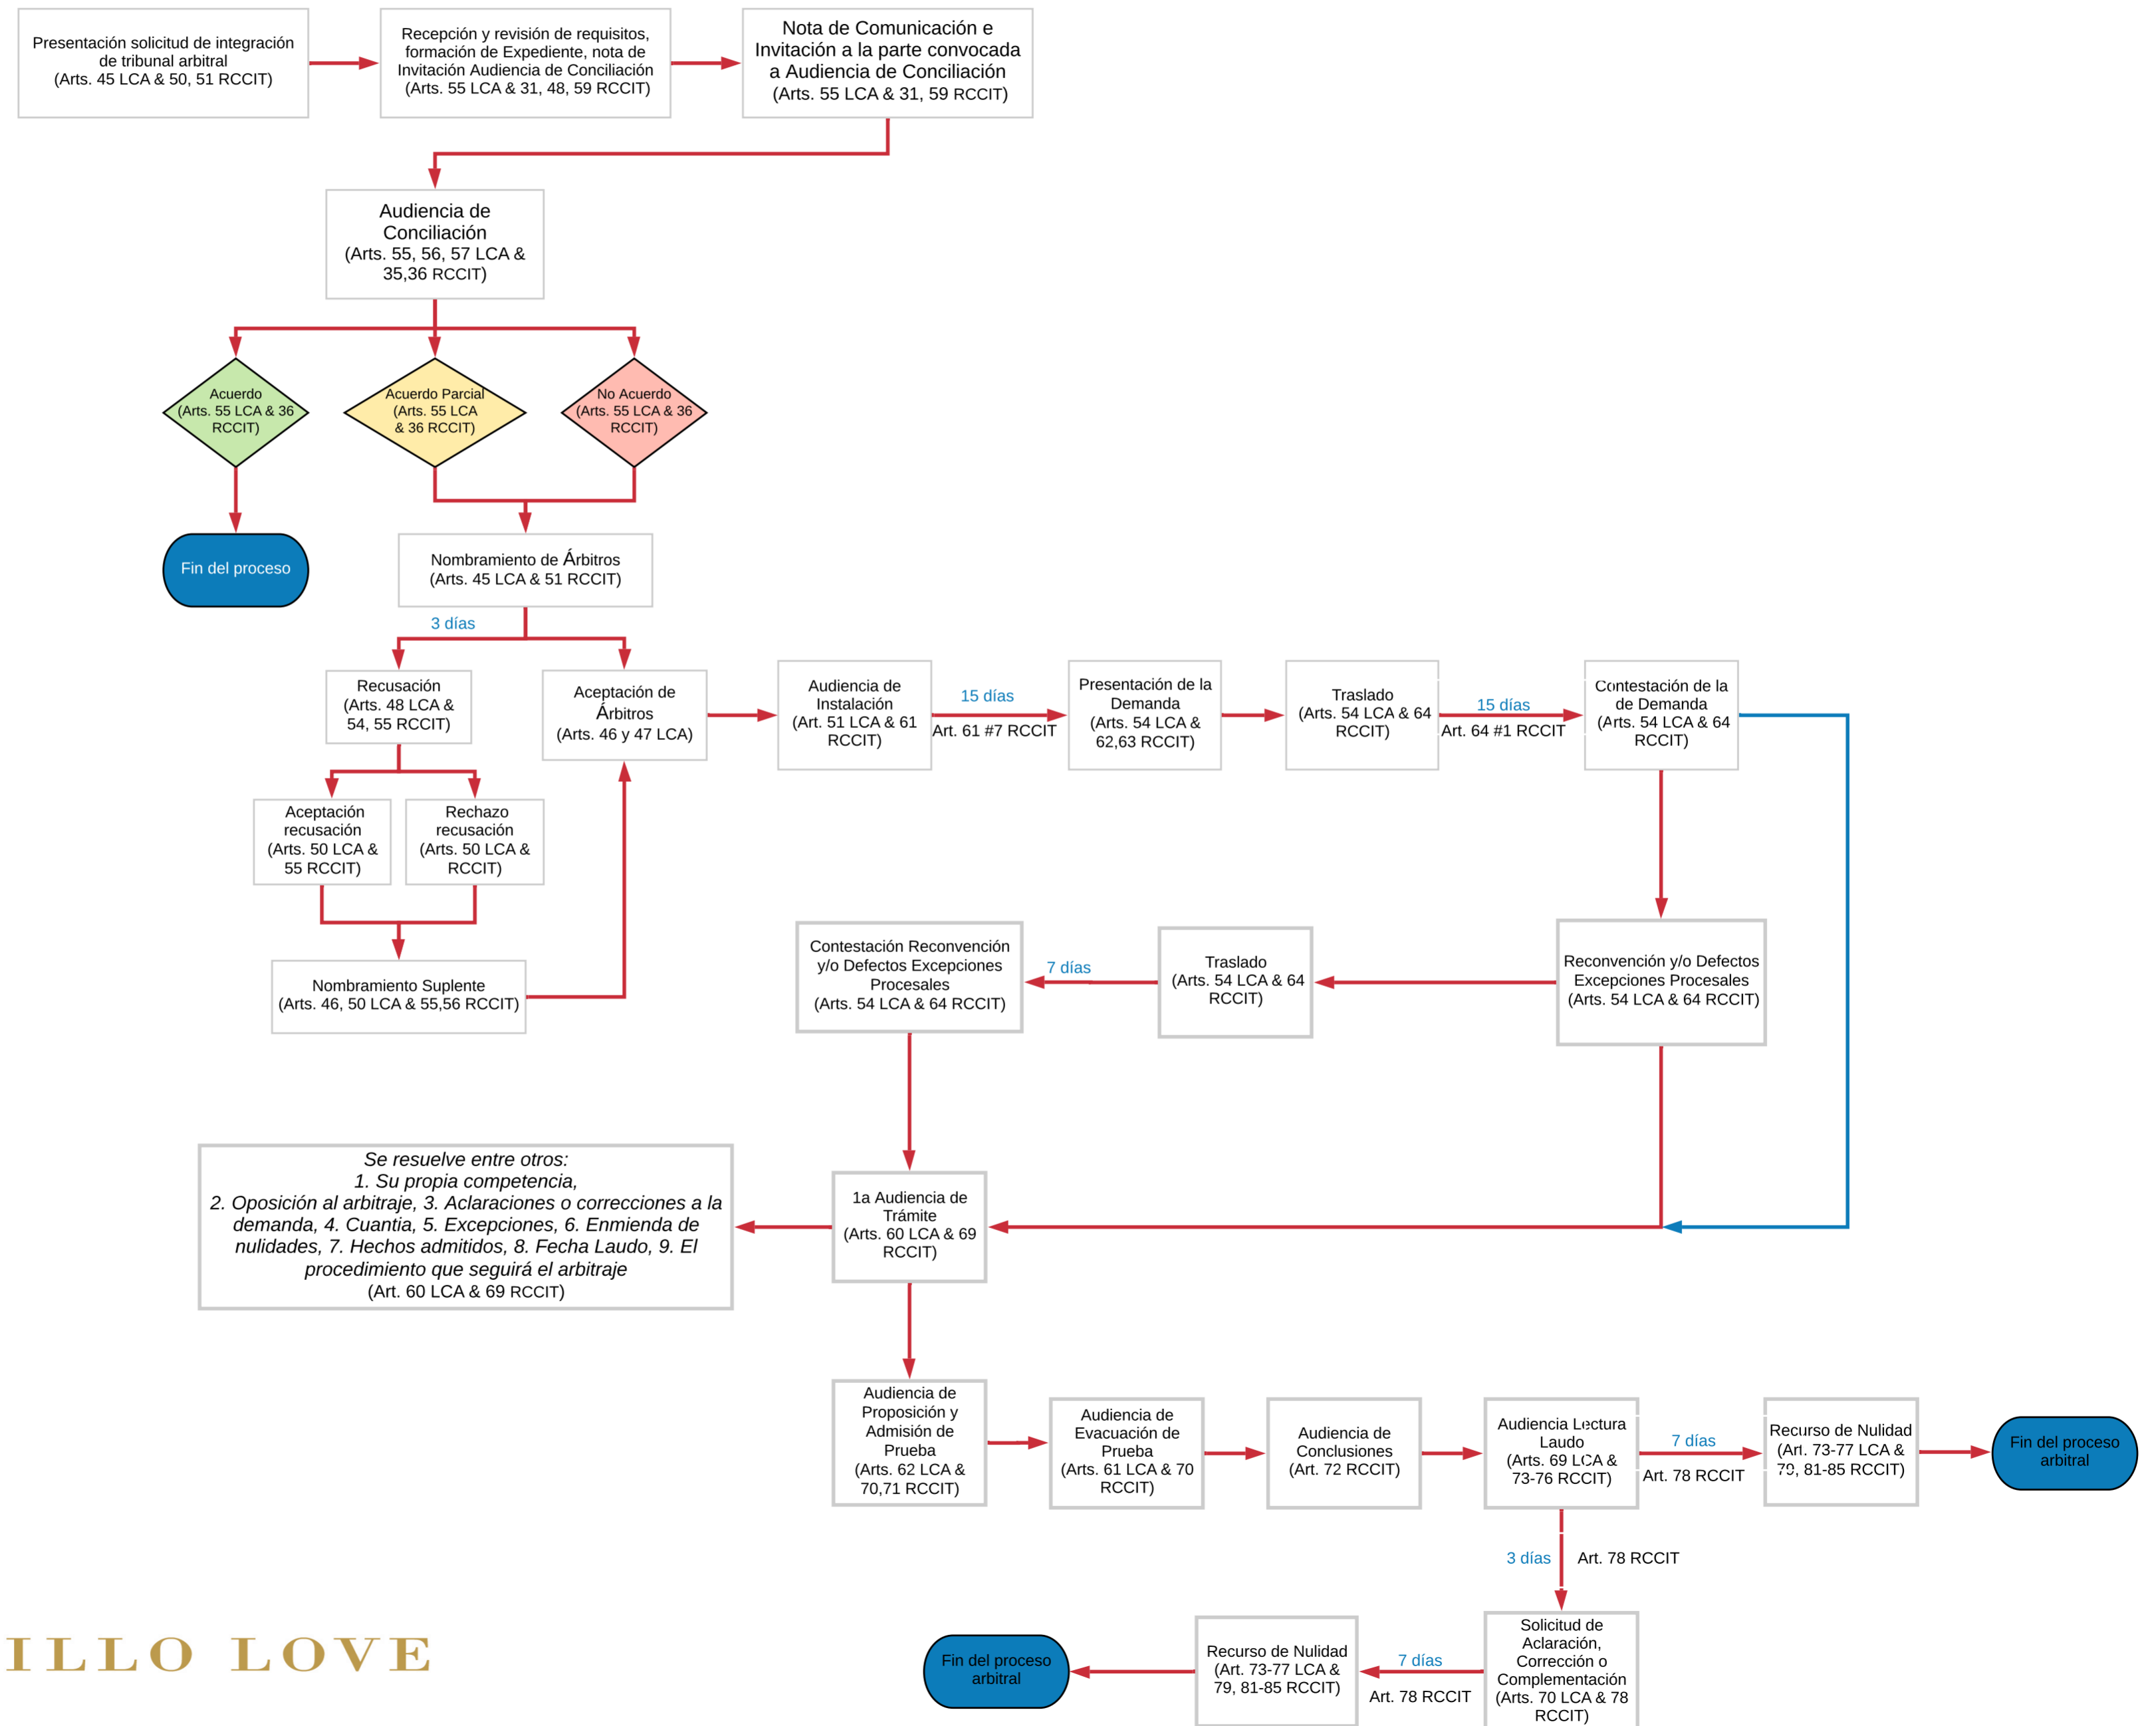 Presentación solicitud de integración
de tribunal arbitral
(Arts. 45 LCA & 50, 51 RCCIT)
Recepción y revisión de requisitos,
formación de Expediente, nota de
Invitación Audiencia de Conciliación
(Arts. 55 LCA & 31, 48, 59 RCCIT)
Nota de Comunicación e
Invitación a la parte convocada
a Audiencia de Conciliación
(Arts. 55 LCA & 31, 59 RCCIT)
Audiencia de
Conciliación
(Arts. 55, 56, 57 LCA &
35,36 RCCIT)
Acuerdo
(Arts. 55 LCA & 36
RCCIT)
Acuerdo Parcial
(Arts. 55 LCA
& 36 RCCIT)
No Acuerdo
(Arts. 55 LCA & 36
RCCIT)
Fin del proceso
Nombramiento de Árbitros
(Arts. 45 LCA & 51 RCCIT)
3 días
Recusación
(Arts. 48 LCA &
54, 55 RCCIT)
Aceptación de
Árbitros
(Arts. 46 y 47 LCA)
Audiencia de
Instalación
(Art. 51 LCA & 61
RCCIT)
15 días
Art. 61 #7 RCCIT
Presentación de la
Demanda
(Arts. 54 LCA &
62,63 RCCIT)
Traslado
(Arts. 54 LCA & 64
RCCIT)
15 días
Art. 64 #1 RCCIT
Contestación de la
de Demanda
(Arts. 54 LCA & 64
RCCIT)
Aceptación
recusación
(Arts. 50 LCA &
55 RCCIT)
Rechazo
recusación
(Arts. 50 LCA &
RCCIT)
Nombramiento Suplente
(Arts. 46, 50 LCA & 55,56 RCCIT)
Contestación Reconvención
y/o Defectos Excepciones
Procesales
(Arts. 54 LCA & 64 RCCIT)
7 días
Traslado
(Arts. 54 LCA & 64
RCCIT)
Reconvención y/o Defectos
Excepciones Procesales
(Arts. 54 LCA & 64 RCCIT)
Se resuelve entre otros:
1. Su propia competencia,
2. Oposición al arbitraje, 3. Aclaraciones o correcciones a la
demanda, 4. Cuantia, 5. Excepciones, 6. Enmienda de
nulidades, 7. Hechos admitidos, 8. Fecha Laudo, 9. El
procedimiento que seguirá el arbitraje
(Art. 60 LCA & 69 RCCIT)
1a Audiencia de
Trámite
(Arts. 60 LCA & 69
RCCIT)
Audiencia de
Proposición y
Admisión de
Prueba
(Arts. 62 LCA &
70,71 RCCIT)
Audiencia de
Evacuación de
Prueba
(Arts. 61 LCA & 70
RCCIT)
Audiencia de
Conclusiones
(Art. 72 RCCIT)
Audiencia Lectura
Laudo
(Arts. 69 LCA &
73-76 RCCIT)
7 días
Art. 78 RCCIT
Recurso de Nulidad
(Art. 73-77 LCA &
79, 81-85 RCCIT)
Fin del proceso
arbitral
3 días
Art. 78 RCCIT
Solicitud de
Aclaración,
Corrección o
Complementación
(Arts. 70 LCA & 78
RCCIT)
7 días
Art. 78 RCCIT
Recurso de Nulidad
(Art. 73-77 LCA &
79, 81-85 RCCIT)
Fin del proceso
arbitral
ILLO LOVE